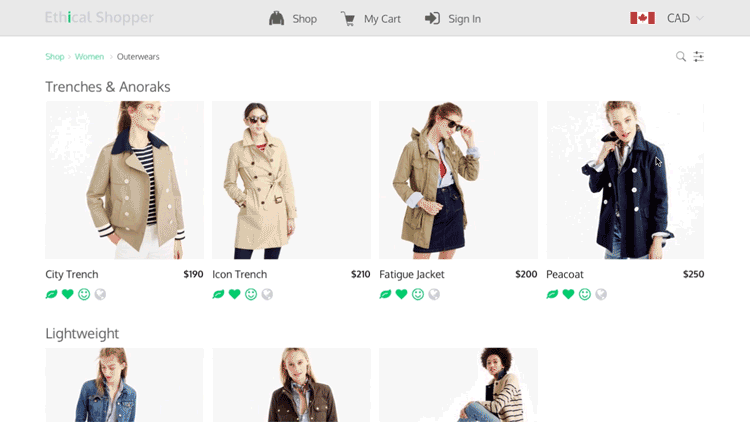 Ethical Shopper
Shop
My Cart
Sign In
CAD
Shop > Women > Outerwears
Trenches & Anoraks
City Trench $190
Icon Trench $210
Fatigue Jacket $200
Peacoat $250
Lightweight